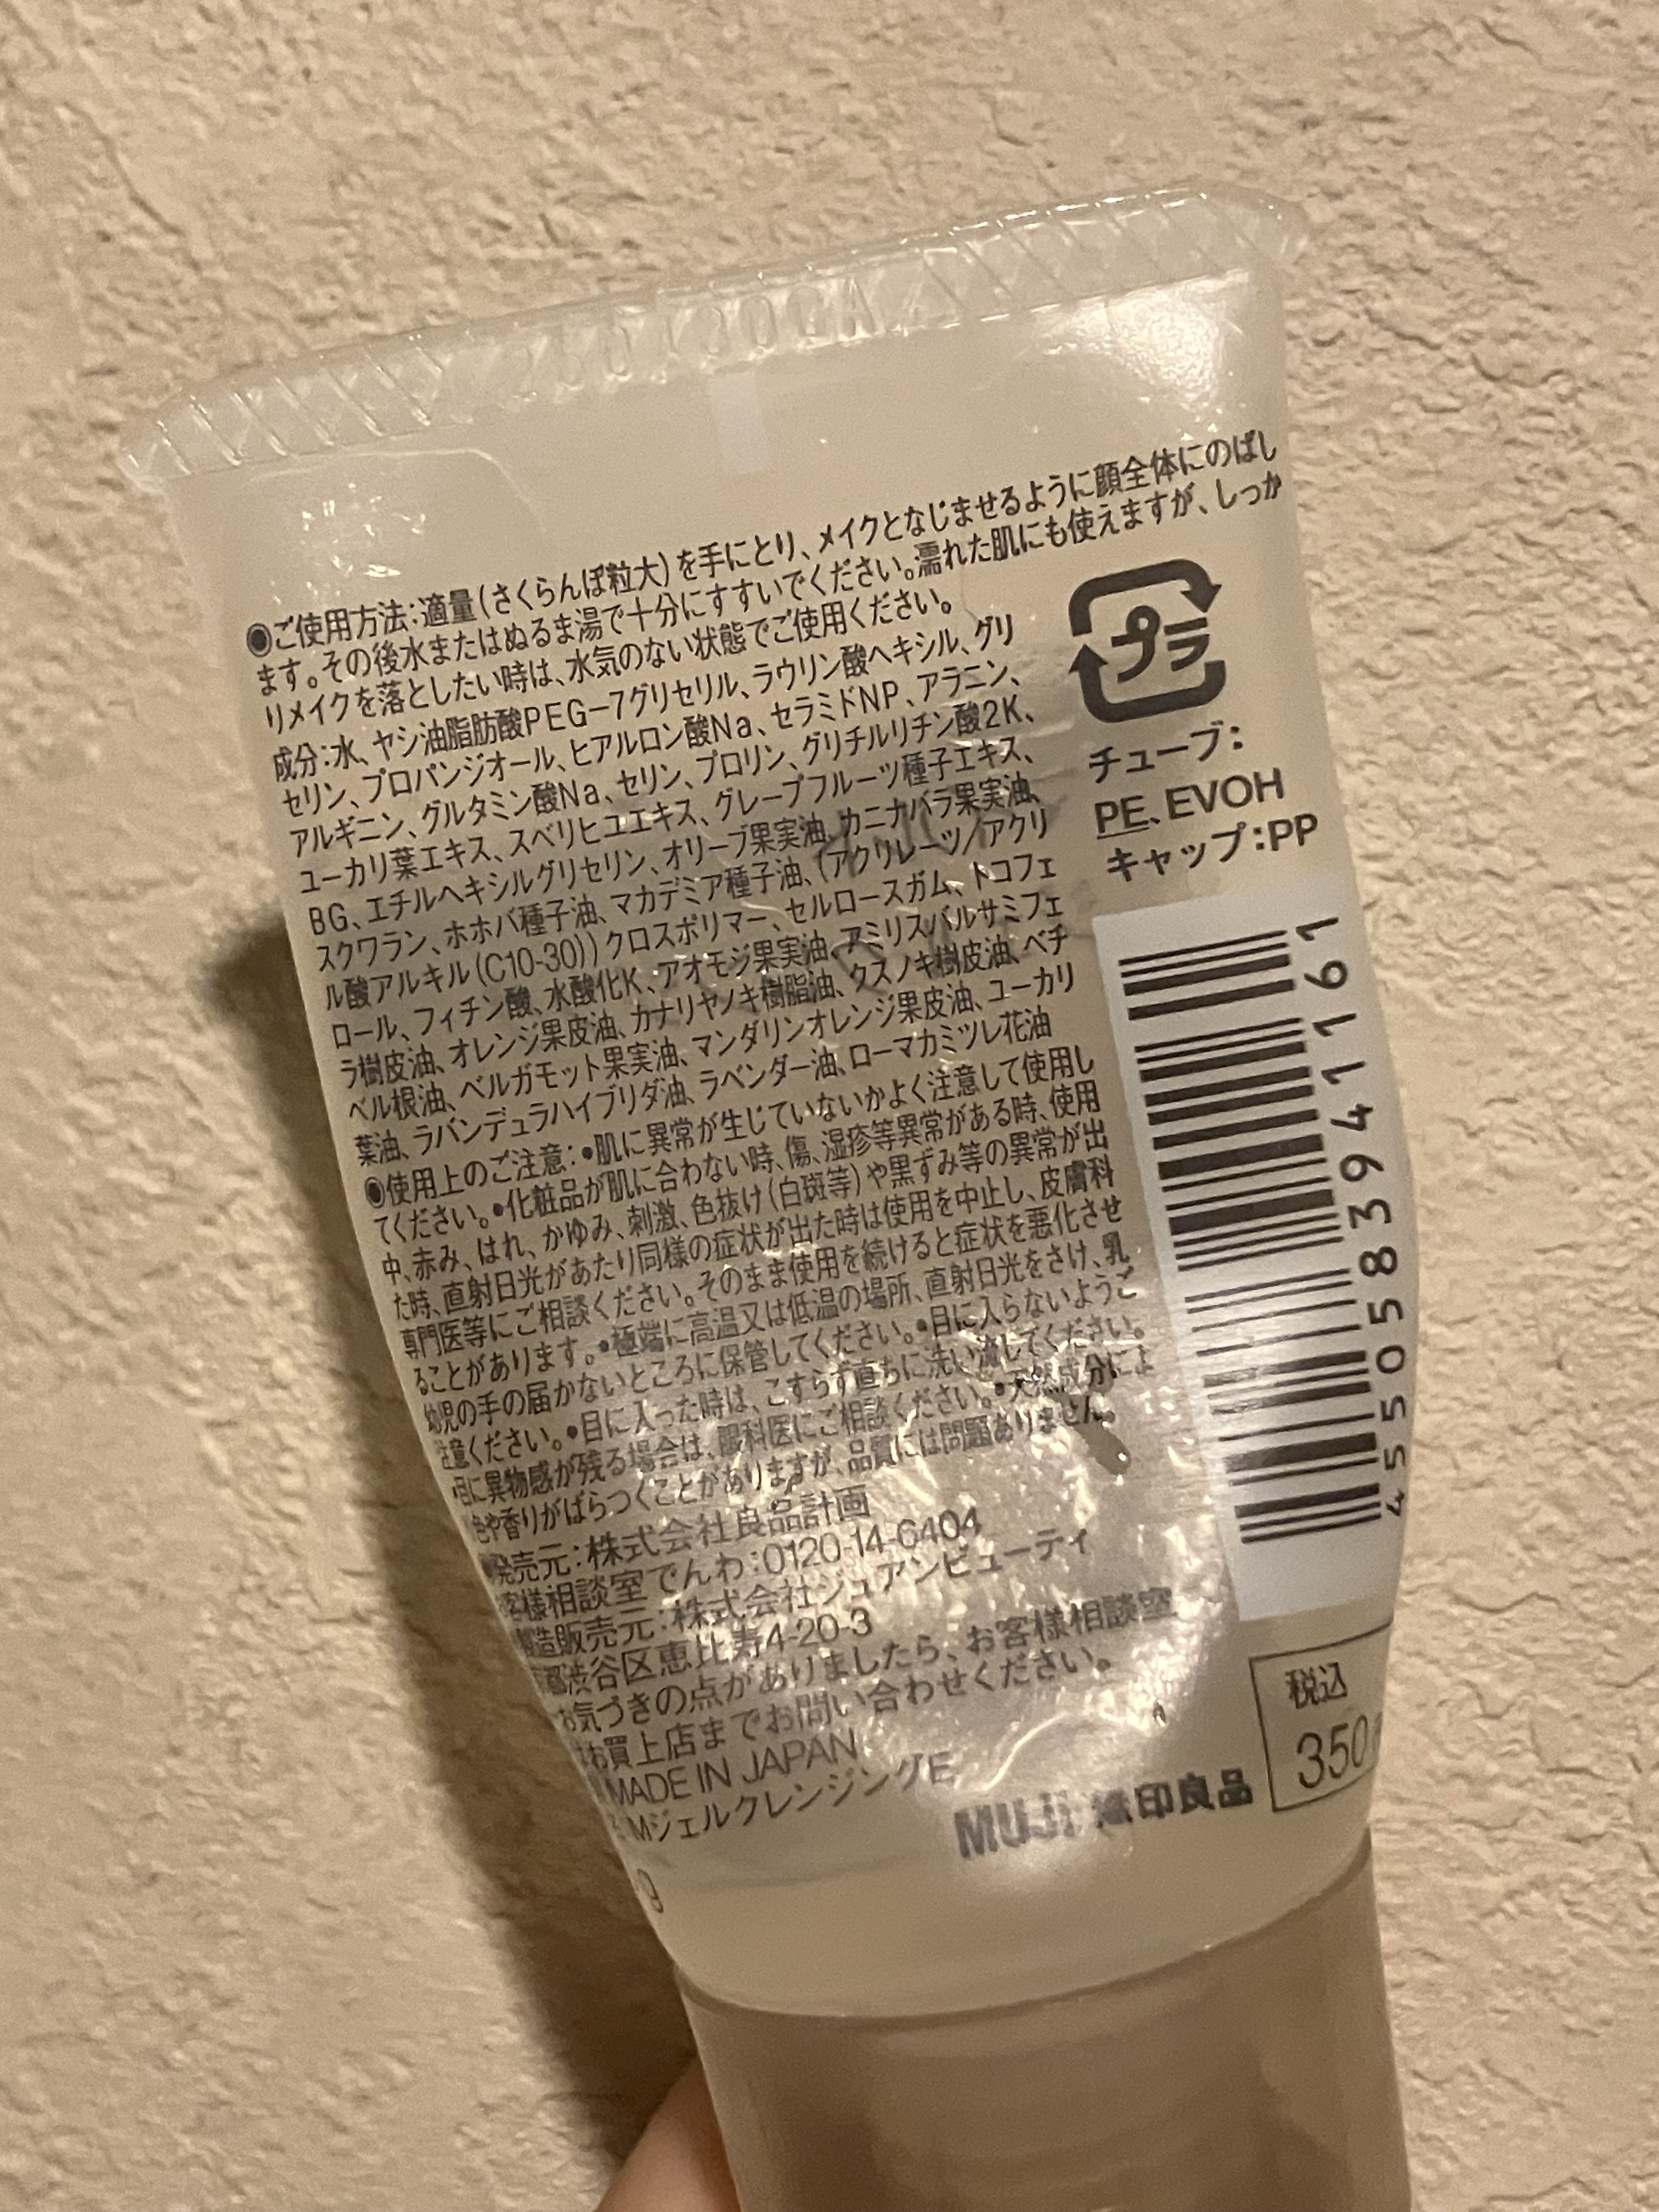 ◉ご使用方法：適量(さくらんぼ粒大)を手にとり、メイクとなじませるように顔全体にのばし
ます。その後水またはぬるま湯で十分にすすいでください。濡れた肌にも使えますが、しっか
りメイクを落としたい時は、水気のない状態でご使用ください。
成分：水、ヤシ油脂肪酸PEG－7グリセリル、ラウリン酸ヘキシル、グリ
セリン、プロパンジオール、ヒアルロン酸Na、セラミドNP、アラニン、
アルギニン、グルタミン酸Na、セリン、プロリン、グリチルリチン酸2K、
ユーカリ葉エキス、スベリヒユエキス、グレープフルーツ種子エキス、
BG、エチルヘキシルグリセリン、オリーブ果実油、カニナバラ果実油、
スクワラン、ホホバ種子油、マカデミア種子油、(アクリレーツ/アクリ
ル酸アルキル(C10-30))クロスポリマー、セルロースガム、トコフェ
ロール、フィチン酸、水酸化K、アオモジ果実油、アミリスバルサミフェ
ラ樹皮油、オレンジ果皮油、カナリヤノキ樹脂油、クスノキ樹皮油、ベチ
ベル根油、ベルガモット果実油、マンダリンオレンジ果皮油、ユーカリ
葉油、ラバンデュラハイブリダ油、ラベンダー油、ローマカミツレ花油
◉使用上のご注意：•肌に異常が生じていないかよく注意して使用し
てください。•化粧品が肌に合わない時、傷、湿疹等異常がある時、使用
中、赤み、はれ、かゆみ、刺激、色抜け(白斑等)や黒ずみ等の異常が出
た時、直射日光があたり同様の症状が出た時は使用を中止し、皮膚科
専門医等にご相談ください。そのまま使用を続けると症状を悪化させ
ることがあります。•極端に高温又は低温の場所、直射日光をさけ、乳
幼児の手の届かないところに保管してください。•目に入らないようご
注意ください。•目に入った時は、こすらず直ちに洗い流してください。
目に異物感が残る場合は、眼科医にご相談ください。•天然成分によ
色や香りがばらつくことがありますが、品質には問題ありません。
発売元：株式会社良品計画
客様相談室でんわ：0120-14-6404
製造販売元：株式会社ジュアンビューティ
都渋谷区恵比寿4-20-3
お気づきの点がありましたら、お客様相談室
はお買上店までお問い合わせください。
MADE IN JAPAN
Mジェルクレンジング E
g
プラ
チューブ：
PE、EVOH
キャップ：PP
4550583941161
税込
350
MUJI 無印良品